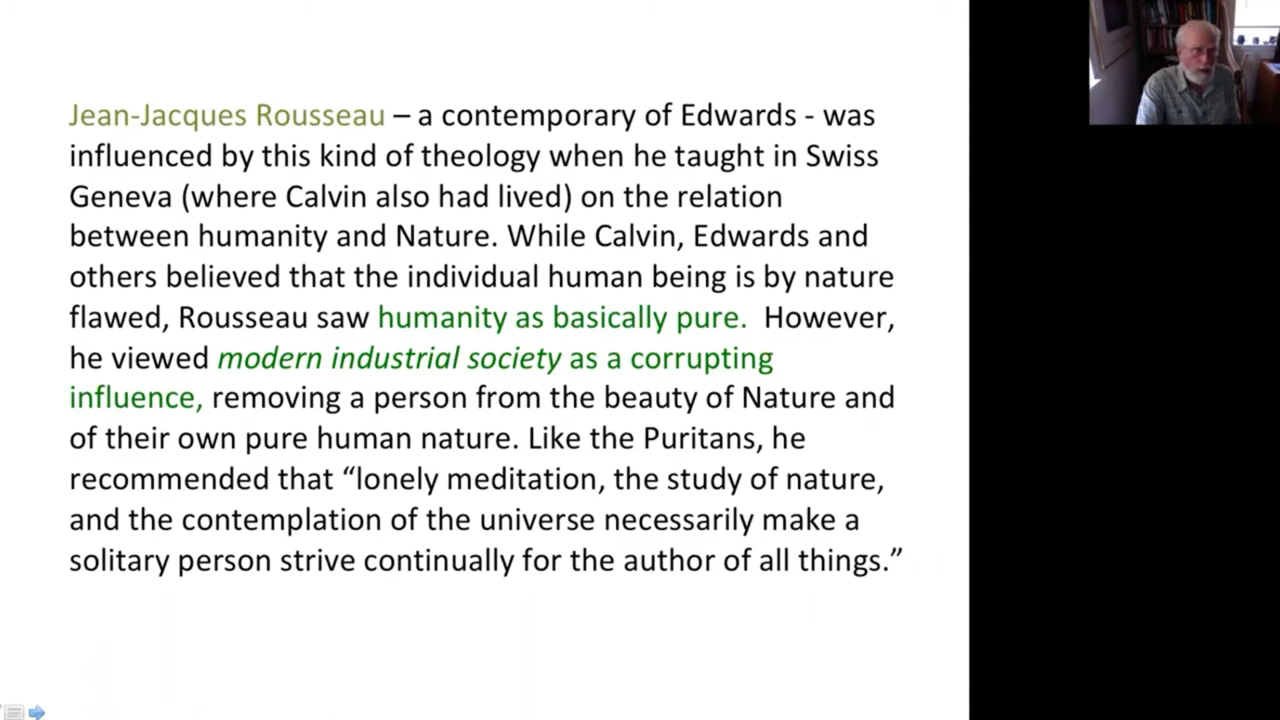 Jean-Jacques Rousseau – a contemporary of Edwards - was
influenced by this kind of theology when he taught in Swiss
Geneva (where Calvin also had lived) on the relation
between humanity and Nature. While Calvin, Edwards and
others believed that the individual human being is by nature
flawed, Rousseau saw humanity as basically pure. However,
he viewed modern industrial society as a corrupting
influence, removing a person from the beauty of Nature and
of their own pure human nature. Like the Puritans, he
recommended that “lonely meditation, the study of nature,
and the contemplation of the universe necessarily make a
solitary person strive continually for the author of all things.”